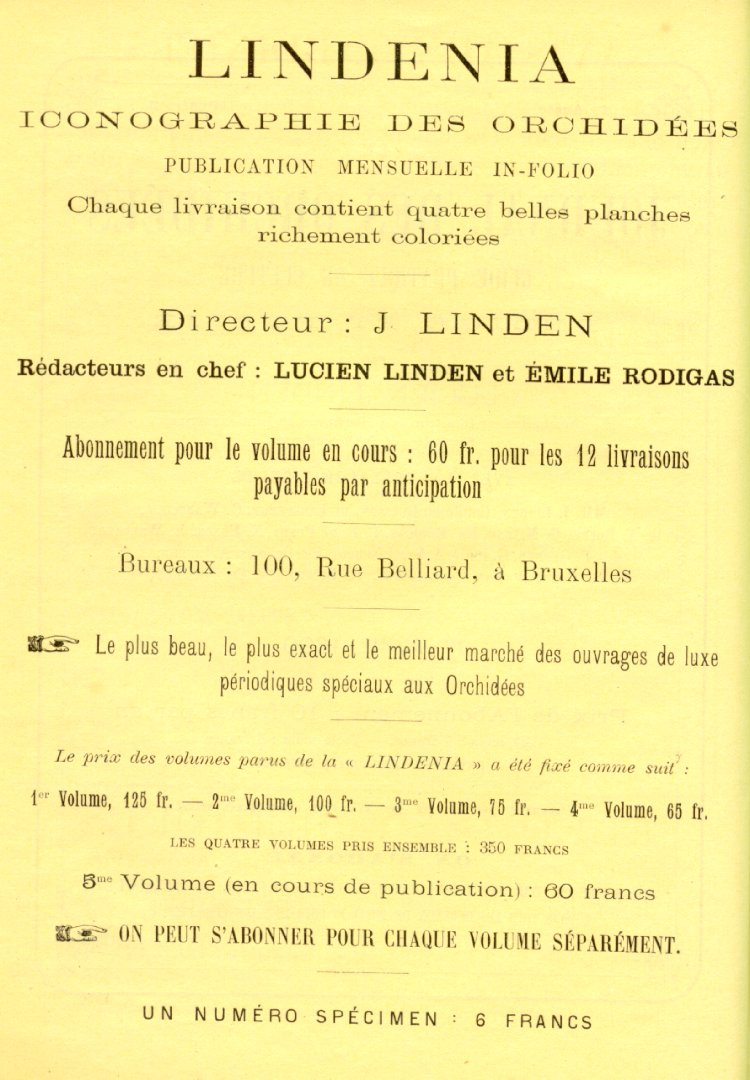 LINDENIA
ICONOGRAPHIE DES ORCHIDÉES
PUBLICATION MENSUELLE IN-FOLIO
Chaque livraison contient quatre belles planches
richement coloriées
Directeur : J. LINDEN
Rédacteurs en chef : LUCIEN LINDEN et ÉMILE RODIGAS
Abonnement pour le volume en cours : 60 fr. pour les 12 livraisons
payables par anticipation
Bureaux : 100, Rue Belliard, à Bruxelles
Le plus beau, le plus exact et le meilleur marché des ouvrages de luxe
périodiques spéciaux aux Orchidées
Le prix des volumes parus de la « LINDENIA » a été fixé comme suit :
1er Volume, 125 fr. — 2me Volume, 100 fr. — 3me Volume, 75 fr. — 4me Volume, 65 fr.
LES QUATRE VOLUMES PRIS ENSEMBLE : 350 FRANCS
5me Volume (en cours de publication) : 60 francs
ON PEUT S'ABONNER POUR CHAQUE VOLUME SÉPARÉMENT.
UN NUMÉRO SPÉCIMEN : 6 FRANCS